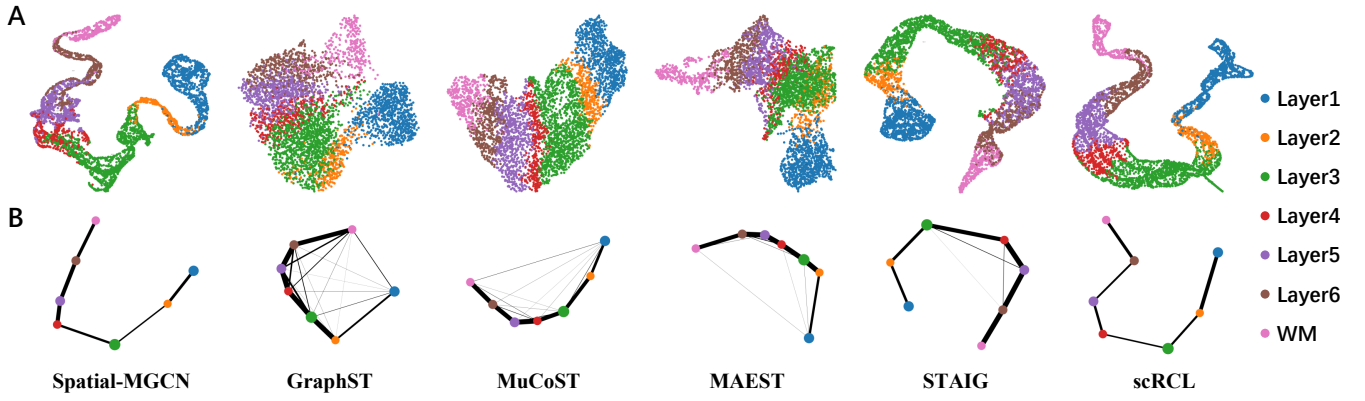 A
Layer1
Layer2
Layer3
Layer4
Layer5
Layer6
WM
B
Spatial-MGCN GraphST MuCoST MAEST STAIG scRCL